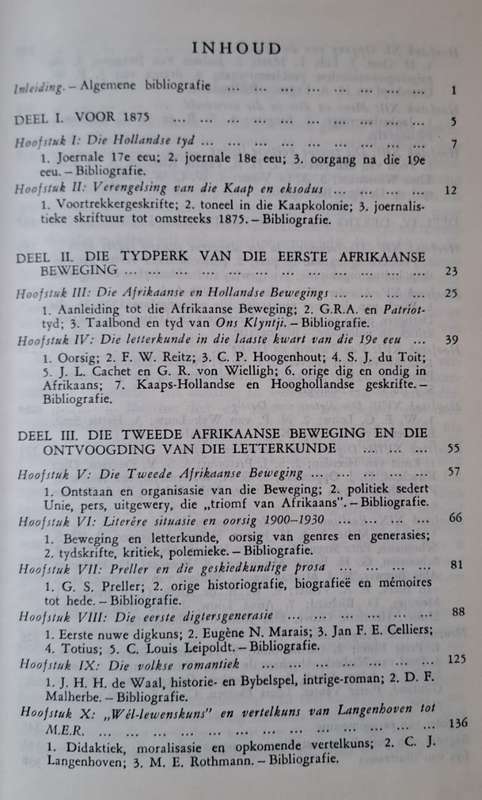 INHOUD
Inleiding. – Algemene bibliografie ... ... ... ... ... ... ... ... 1
DEEL I. VOOR 1875 ... ... ... ... ... ... ... ... ... ... 5
Hoofstuk I: Die Hollandse tyd ... ... ... ... ... ... ... ... ... 7
1. Joernale 17e eeu; 2. joernale 18e eeu; 3. oorgang na die 19e
eeu. – Bibliografie.
Hoofstuk II: Verengelsing van die Kaap en eksodus ... ... ... ... 12
1. Voortrekkergeskrifte; 2. toneel in die Kaapkolonie; 3. joernalis-
tieke skriftuur tot omstreeks 1875. – Bibliografie.
DEEL II. DIE TYDPERK VAN DIE EERSTE AFRIKAANSE
BEWEGING ... ... ... ... ... ... ... ... ... ... ... ... 23
Hoofstuk III: Die Afrikaanse en Hollandse Bewegings ... ... ... ... 25
1. Aanleiding tot die Afrikaanse Beweging; 2. G.R.A. en Patriot-
tyd; 3. Taalbond en tyd van Ons Klyntji. – Bibliografie.
Hoofstuk IV: Die letterkunde in die laaste kwart van die 19e eeu ... 39
1. Oorsig; 2. F. W. Reitz; 3. C. P. Hoogenhout; 4. S. J. du Toit;
5. J. L. Cachet en G. R. von Wielligh; 6. orige dig en ondig in
Afrikaans; 7. Kaaps-Hollandse en Hooghollandse geskrifte. –
Bibliografie.
DEEL III. DIE TWEEDE AFRIKAANSE BEWEGING EN DIE
ONTVOOGDING VAN DIE LETTERKUNDE ... ... ... 55
Hoofstuk V: Die Tweede Afrikaanse Beweging ... ... ... ... ... 57
1. Ontstaan en organisasie van die Beweging; 2. politiek sedert
Unie, pers, uitgewery, die „triomf van Afrikaans”. – Bibliografie.
Hoofstuk VI: Literêre situasie en oorsig 1900–1930 ... ... ... ... 66
1. Beweging en letterkunde, oorsig van genres en generasies;
2. tydskrifte, kritiek, polemieke. – Bibliografie.
Hoofstuk VII: Preller en die geskiedkundige prosa ... ... ... ... 81
1. G. S. Preller; 2. orige historiografie, biografieë en mémoires
tot hede. – Bibliografie.
Hoofstuk VIII: Die eerste digtersgenerasie ... ... ... ... ... ... 88
1. Eerste nuwe digkuns; 2. Eugène N. Marais; 3. Jan F. E. Celliers;
4. Totius; 5. C. Louis Leipoldt. – Bibliografie.
Hoofstuk IX: Die volkse romantiek ... ... ... ... ... ... ... 125
1. J. H. H. de Waal, historie- en Bybelspel, intrige-roman; 2. D. F.
Malherbe. – Bibliografie.
Hoofstuk X: „Wél-lewenskuns” en vertelkuns van Langenhoven tot
M.E.R. ... ... ... ... ... ... ... ... ... ... ... ... ... 136
1. Didaktiek, moralisasie en opkomende vertelkuns; 2. C. J.
Langenhoven; 3. M. E. Rothmann. – Bibliografie.